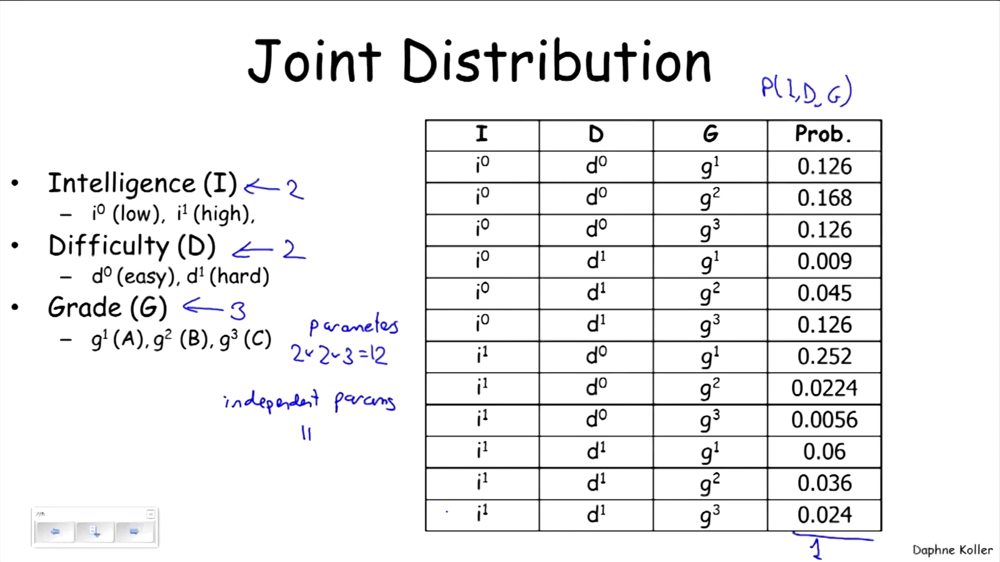 Joint Distribution
P(I,D,G)
• Intelligence (I) ← 2
– i⁰ (low), i¹ (high),
• Difficulty (D) ← 2
– d⁰ (easy), d¹ (hard)
• Grade (G) ← 3
– g¹ (A), g² (B), g³ (C)
parameters
2×2×3=12
independent params
11
I D G Prob.
i⁰ d⁰ g¹ 0.126
i⁰ d⁰ g² 0.168
i⁰ d⁰ g³ 0.126
i⁰ d¹ g¹ 0.009
i⁰ d¹ g² 0.045
i⁰ d¹ g³ 0.126
i¹ d⁰ g¹ 0.252
i¹ d⁰ g² 0.0224
i¹ d⁰ g³ 0.0056
i¹ d¹ g¹ 0.06
i¹ d¹ g² 0.036
i¹ d¹ g³ 0.024
1
Daphne Koller